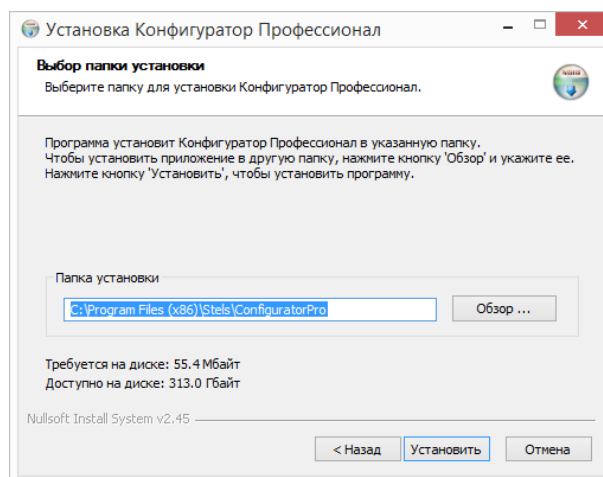 Установка Конфигуратор Профессионал
Выбор папки установки
Выберите папку для установки Конфигуратор Профессионал.
Программа установит Конфигуратор Профессионал в указанную папку.
Чтобы установить приложение в другую папку, нажмите кнопку 'Обзор' и укажите ее.
Нажмите кнопку 'Установить', чтобы установить программу.
Папка установки
C:\Program Files (x86)\Stels\ConfiguratorPro
Обзор ...
Требуется на диске: 55.4 Мбайт
Доступно на диске: 313.0 Гбайт
Nullsoft Install System v2.45
< Назад
Установить
Отмена